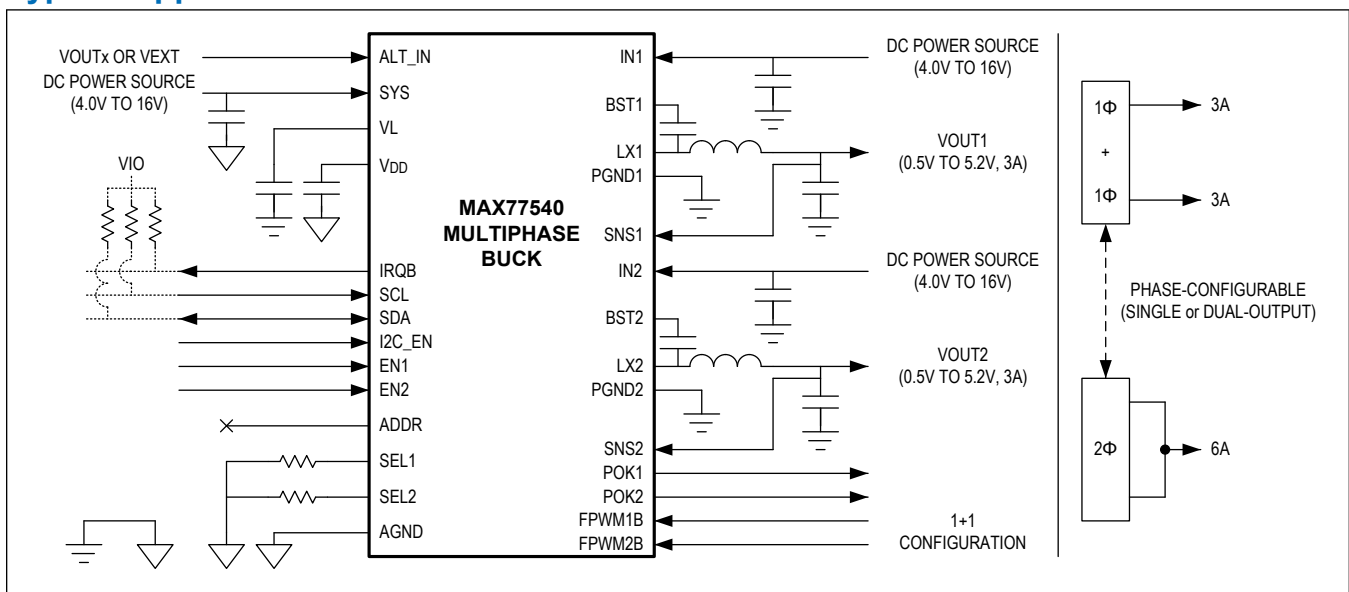 VOUTx OR VEXT
DC POWER SOURCE
(4.0V TO 16V)
VIO
ALT_IN
SYS
VL
VDD
IRQB
SCL
SDA
I2C_EN
EN1
EN2
ADDR
SEL1
SEL2
AGND
MAX77540
MULTIPHASE
BUCK
IN1
BST1
LX1
PGND1
SNS1
IN2
BST2
LX2
PGND2
SNS2
POK1
POK2
FPWM1B
FPWM2B
DC POWER SOURCE
(4.0V TO 16V)
VOUT1
(0.5V TO 5.2V, 3A)
DC POWER SOURCE
(4.0V TO 16V)
VOUT2
(0.5V TO 5.2V, 3A)
1+1
CONFIGURATION
1Φ
+
1Φ
3A
3A
PHASE-CONFIGURABLE
(SINGLE or DUAL-OUTPUT)
2Φ
6A